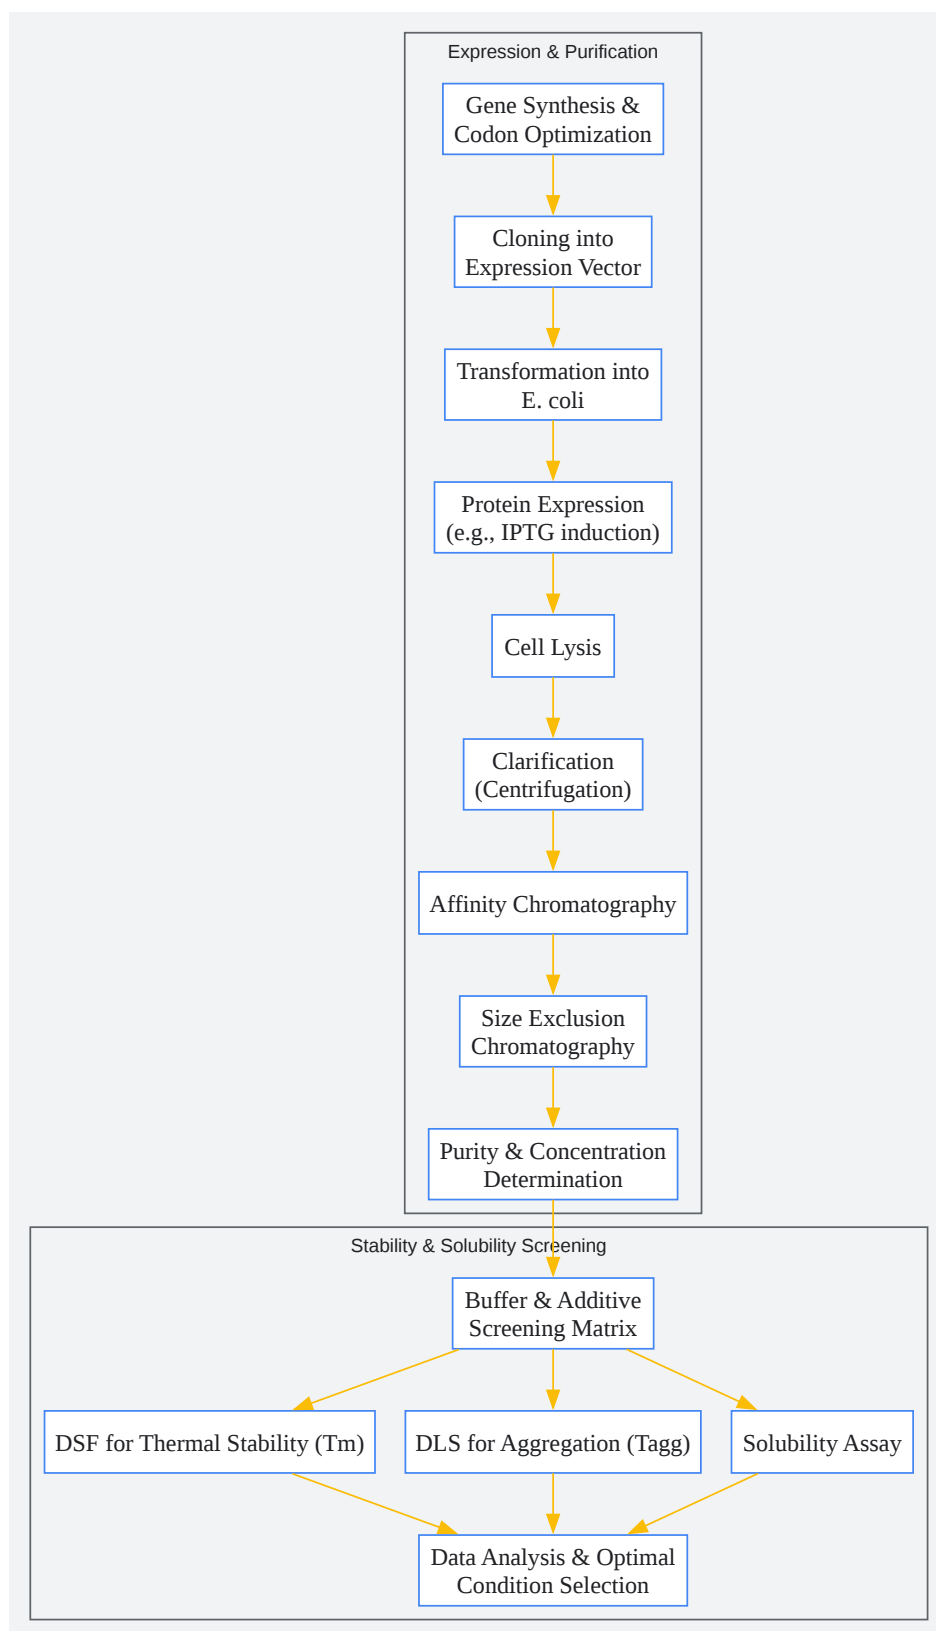 Expression & Purification
Gene Synthesis &
Codon Optimization
Cloning into
Expression Vector
Transformation into
E. coli
Protein Expression
(e.g., IPTG induction)
Cell Lysis
Clarification
(Centrifugation)
Affinity Chromatography
Size Exclusion
Chromatography
Purity & Concentration
Determination
Stability & Solubility Screening
Buffer & Additive
Screening Matrix
DSF for Thermal Stability (Tm)
DLS for Aggregation (Tagg)
Solubility Assay
Data Analysis & Optimal
Condition Selection